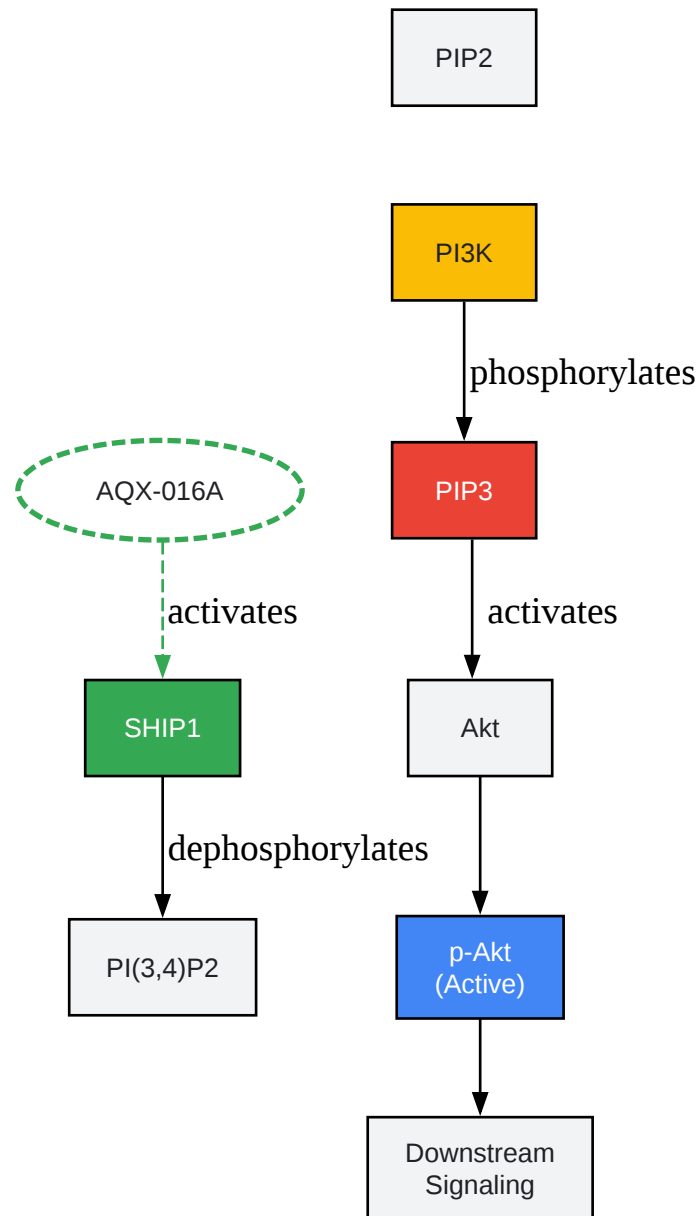 PIP2
PI3K
phosphorylates
AQX-016A
PIP3
activates
activates
SHIP1
Akt
dephosphorylates
PI(3,4)P2
p-Akt
(Active)
Downstream
Signaling